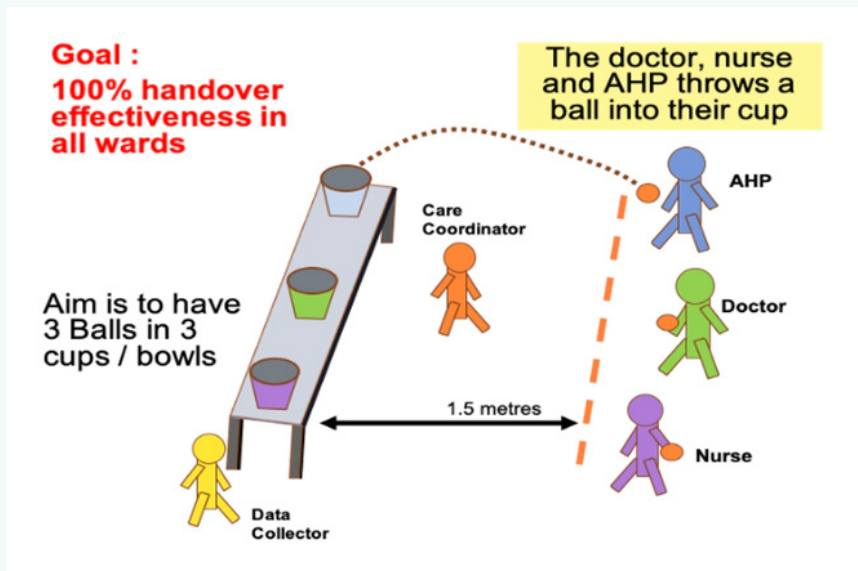 Goal :
100% handover
effectiveness in
all wards
The doctor, nurse
and AHP throws a
ball into their cup
AHP
Care
Coordinator
Aim is to have
3 Balls in 3
cups / bowls
Doctor
1.5 metres
Nurse
Data
Collector